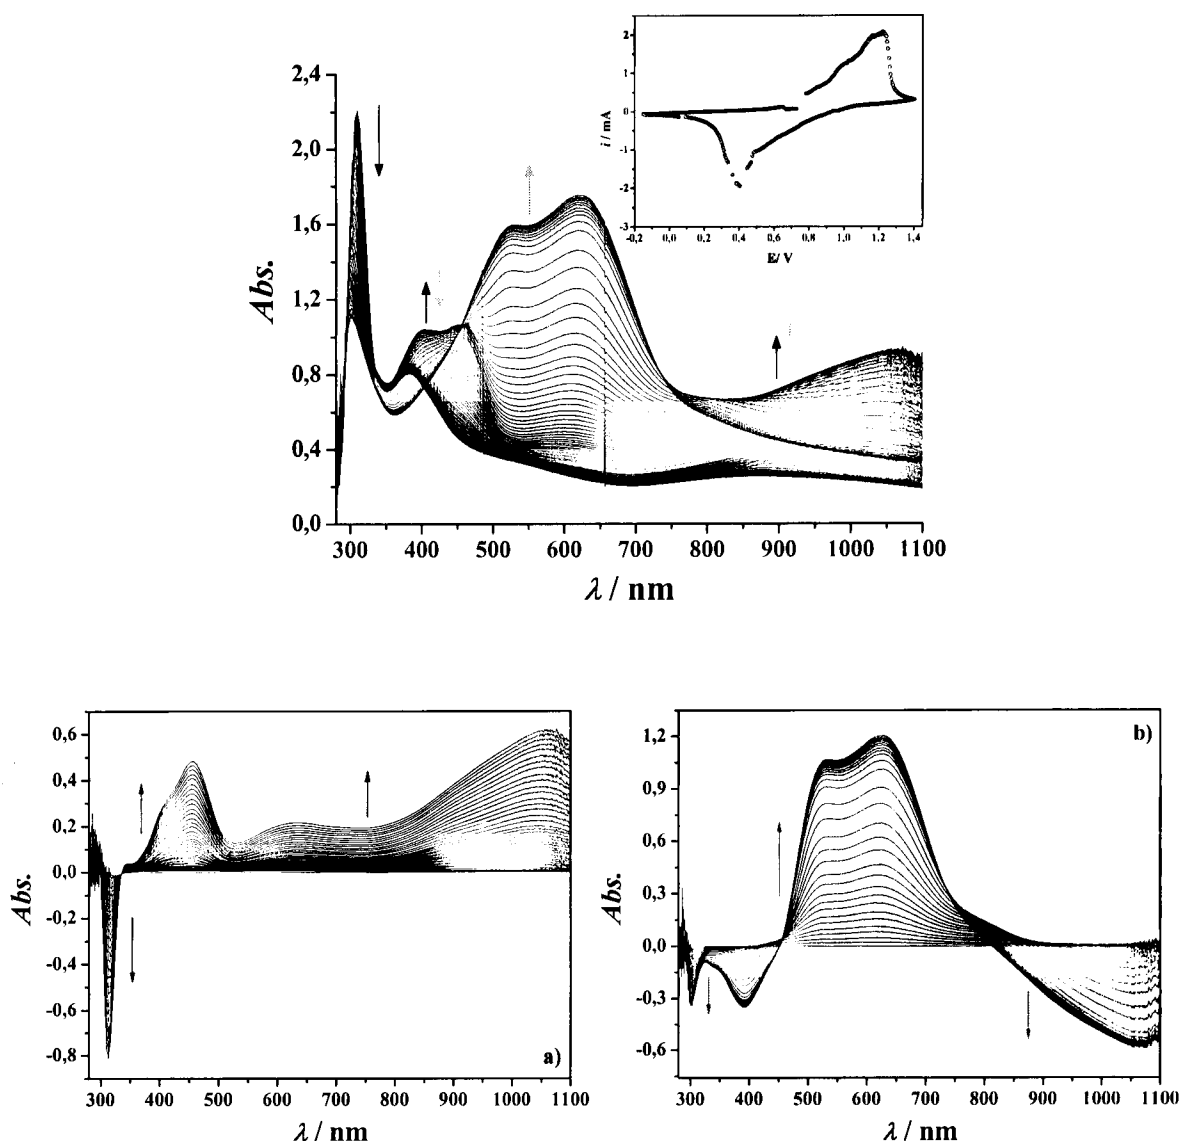 2
1
0
-1
-2
-3
i / mA
-0,2 0,0 0,2 0,4 0,6 0,8 1,0 1,2 1,4
E/ V
2,4
2,0
1,6
1,2
0,8
0,4
0,0
Abs.
300 400 500 600 700 800 900 1000 1100
λ / nm
0,6
0,4
0,2
0,0
-0,2
-0,4
-0,6
-0,8
Abs.
a)
300 400 500 600 700 800 900 1000 1100
λ / nm
b)
1,2
0,9
0,6
0,3
0,0
-0,3
-0,6
Abs.
300 400 500 600 700 800 900 1000 1100
λ / nm